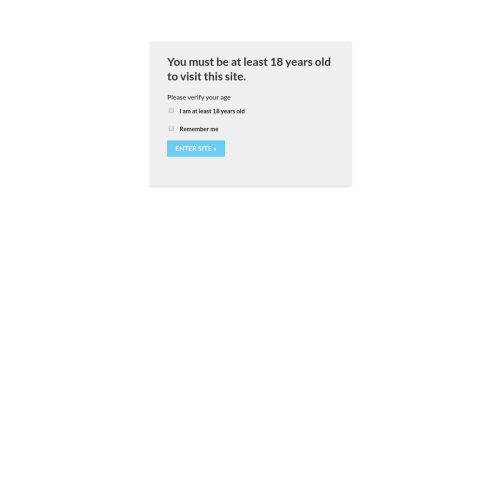 You must be at least 18 years old
to visit this site.
Please verify your age
I am at least 18 years old
Remember me
ENTER SITE »